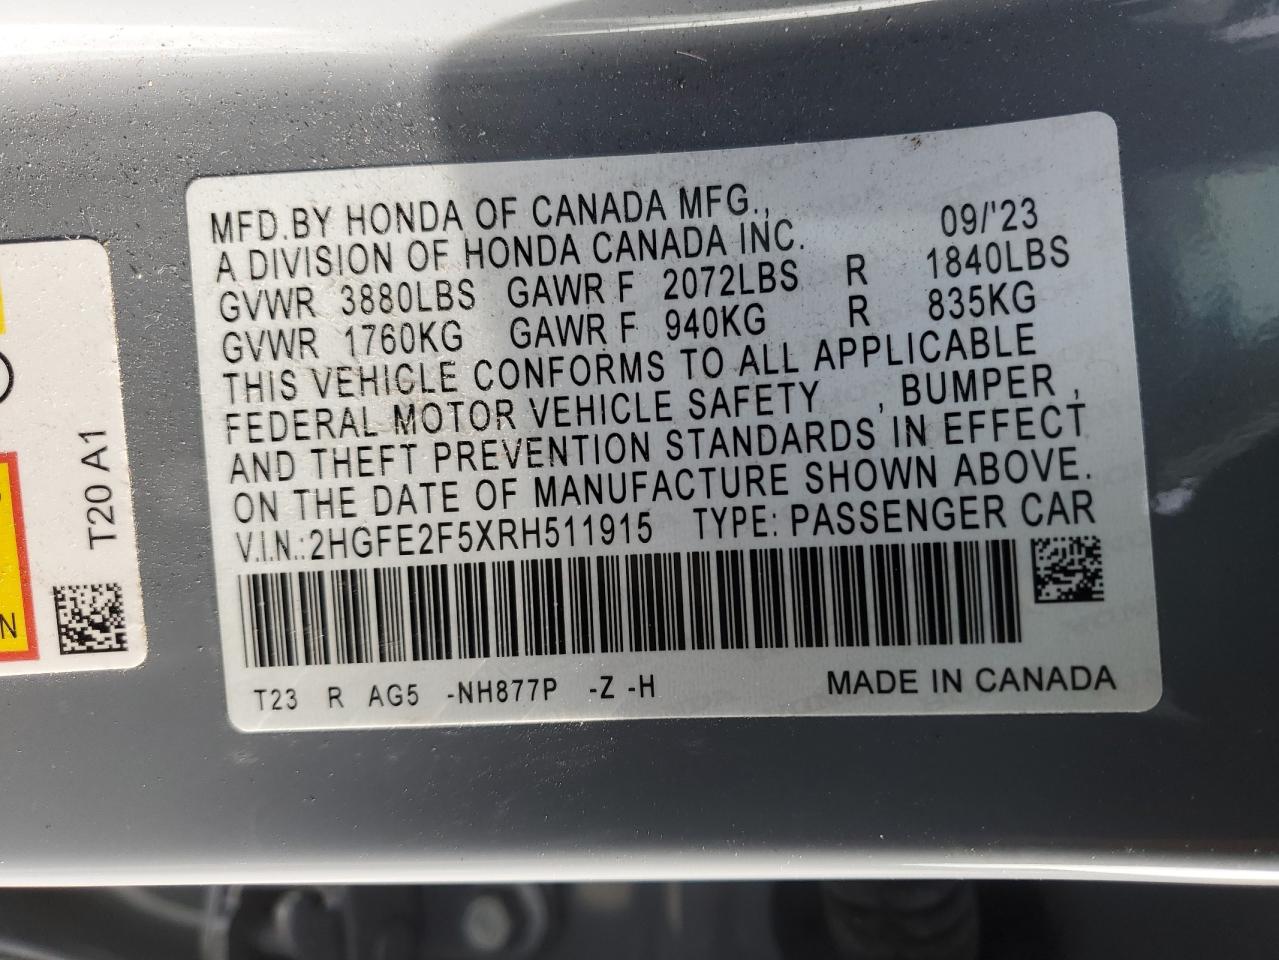 MFD.BY HONDA OF CANADA MFG., 09/'23
A DIVISION OF HONDA CANADA INC.
GVWR 3880LBS GAWR F 2072LBS R 1840LBS
GVWR 1760KG GAWR F 940KG R 835KG
THIS VEHICLE CONFORMS TO ALL APPLICABLE
FEDERAL MOTOR VEHICLE SAFETY , BUMPER ,
AND THEFT PREVENTION STANDARDS IN EFFECT
ON THE DATE OF MANUFACTURE SHOWN ABOVE.
V.I.N.:2HGFE2F5XRH511915 TYPE: PASSENGER CAR
T23 R AG5 -NH877P -Z -H MADE IN CANADA
T20 A1